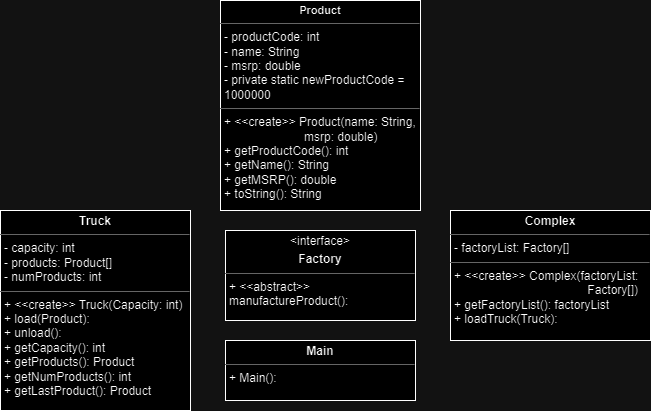 Product
- productCode: int
- name: String
- msrp: double
- private static newProductCode =
1000000
+ <<create>> Product(name: String,
msrp: double)
+ getProductCode(): int
+ getName(): String
+ getMSRP(): double
+ toString(): String
Truck
- capacity: int
- products: Product[]
- numProducts: int
+ <<create>> Truck(Capacity: int)
+ load(Product):
+ unload():
+ getCapacity(): int
+ getProducts(): Product
+ getNumProducts(): int
+ getLastProduct(): Product
<interface>
Factory
+ <<abstract>>
manufactureProduct():
Main
+ Main():
Complex
- factoryList: Factory[]
+ <<create>> Complex(factoryList:
Factory[])
+ getFactoryList(): factoryList
+ loadTruck(Truck):